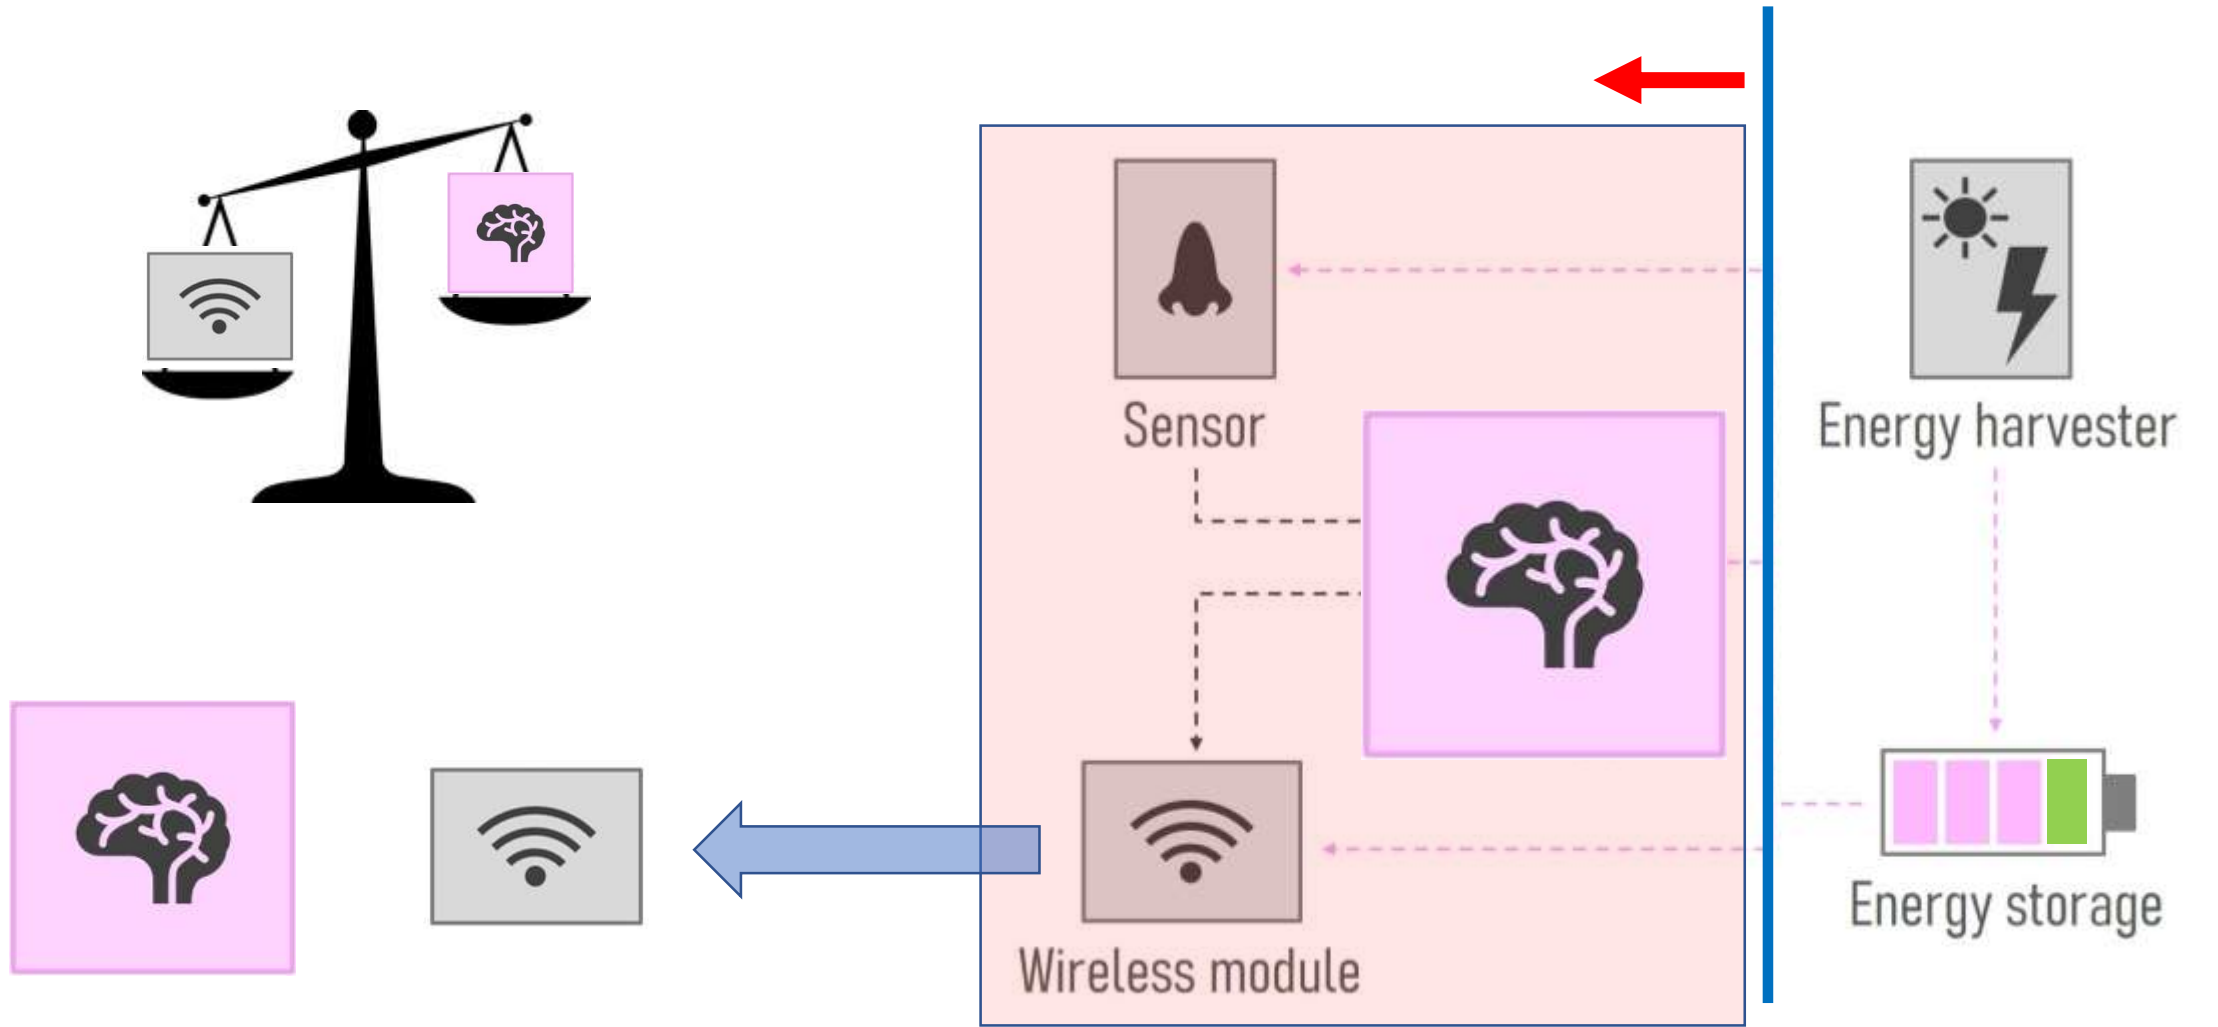 Sensor
Energy harvester
Energy storage
Wireless module